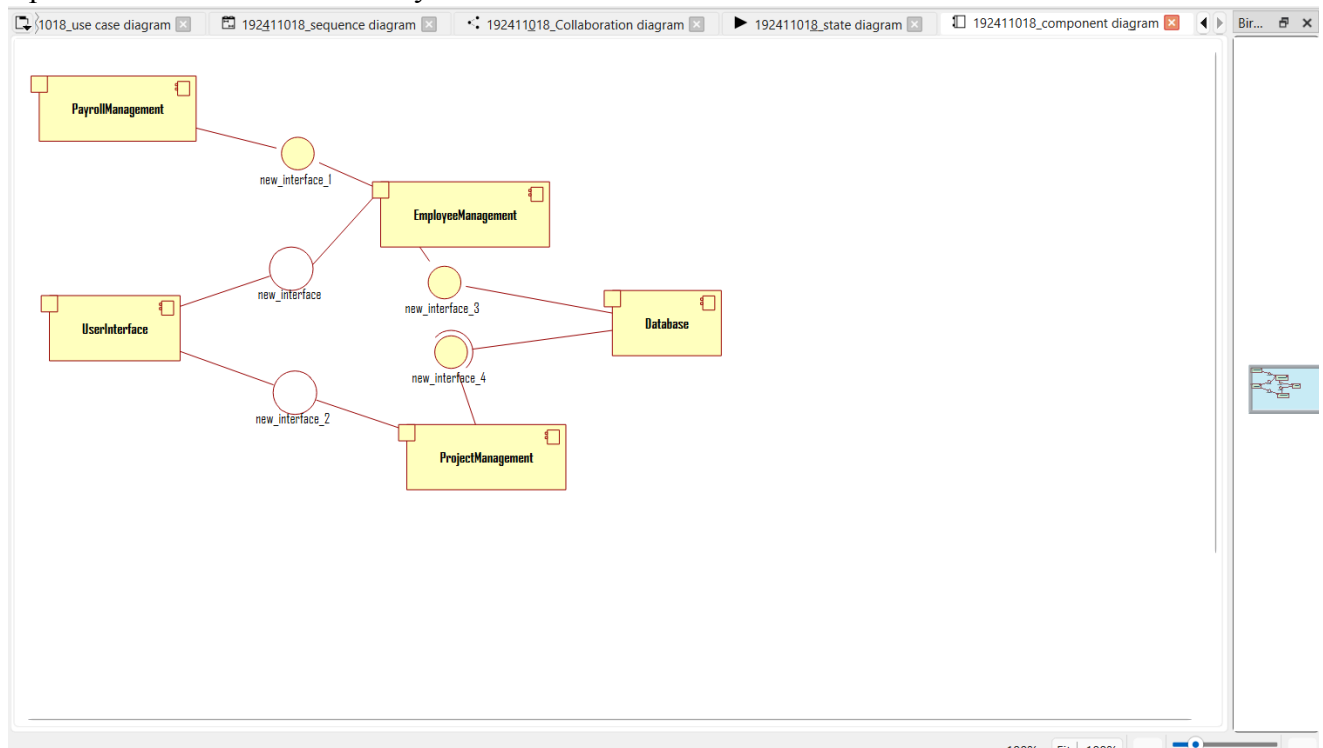 1018_use case diagram
192411018_sequence diagram
192411018_Collaboration diagram
192411018_state diagram
192411018_component diagram
Bir...
PayrollManagement
new_interface_1
EmployeeManagement
new_interface
new_interface_3
UserInterface
Database
new_interface_4
new_interface_2
ProjectManagement